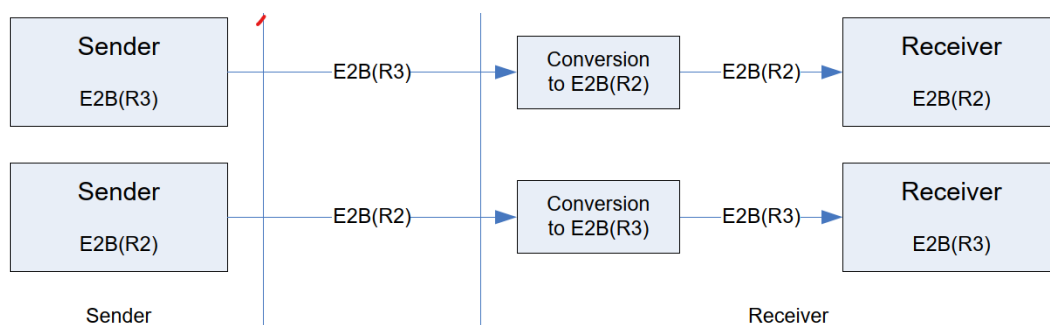 Sender
E2B(R3)
E2B(R3)
Conversion
to E2B(R2)
E2B(R2)
Receiver
E2B(R2)
Sender
E2B(R2)
E2B(R2)
Conversion
to E2B(R3)
E2B(R3)
Receiver
E2B(R3)
Sender
Receiver